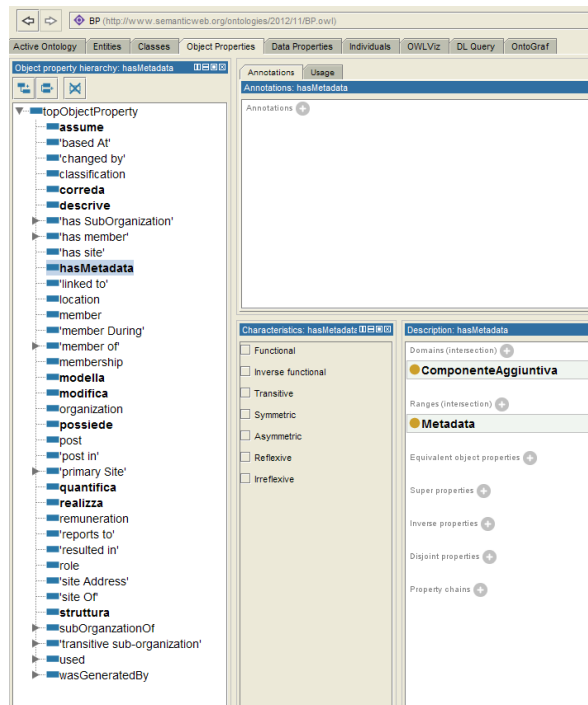 BP (http://www.semanticweb.org/ontologies/2012/11/BP.owl)
Active Ontology Entities Classes Object Properties Data Properties Individuals OWLViz DL Query OntoGraf
Object property hierarchy: hasMetadata
topObjectProperty
assume
'based At'
'changed by'
classification
correda
descrive
'has SubOrganization'
'has member'
'has site'
hasMetadata
'linked to'
location
member
'member During'
'member of'
membership
modella
modifica
organization
possiede
post
'post in'
'primary Site'
quantifica
realizza
remuneration
'reports to'
'resulted in'
role
'site Address'
'site Of'
struttura
subOrganzationOf
'transitive sub-organization'
used
wasGeneratedBy
Annotations Usage
Annotations: hasMetadata
Annotations
Characteristics: hasMetadata
Functional
Inverse functional
Transitive
Symmetric
Asymmetric
Reflexive
Irreflexive
Description: hasMetadata
Domains (intersection)
ComponenteAggiuntiva
Ranges (intersection)
Metadata
Equivalent object properties
Super properties
Inverse properties
Disjoint properties
Property chains